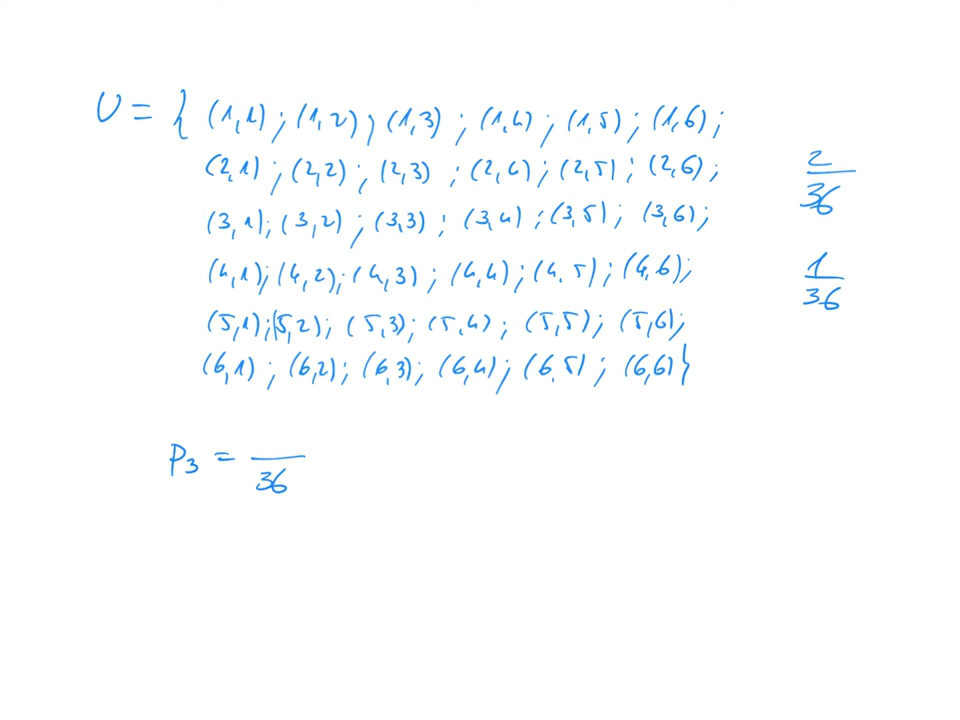 U = { (1,1) ; (1,2) ; (1,3) ; (1,4) ; (1,5) ; (1,6) ;
(2,1) ; (2,2) ; (2,3) ; (2,4) ; (2,5) ; (2,6) ;
(3,1) ; (3,2) ; (3,3) ; (3,4) ; (3,5) ; (3,6) ;
(4,1) ; (4,2) ; (4,3) ; (4,4) ; (4,5) ; (4,6) ;
(5,1) ; (5,2) ; (5,3) ; (5,4) ; (5,5) ; (5,6) ;
(6,1) ; (6,2) ; (6,3) ; (6,4) ; (6,5) ; (6,6) }
2
36
1
36
P3 =
36